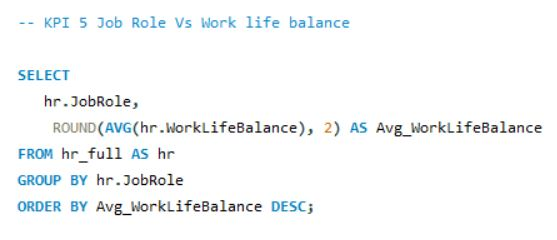 -- KPI 5 Job Role Vs Work life balance
SELECT
hr.JobRole,
ROUND(AVG(hr.WorkLifeBalance), 2) AS Avg_WorkLifeBalance
FROM hr_full AS hr
GROUP BY hr.JobRole
ORDER BY Avg_WorkLifeBalance DESC;